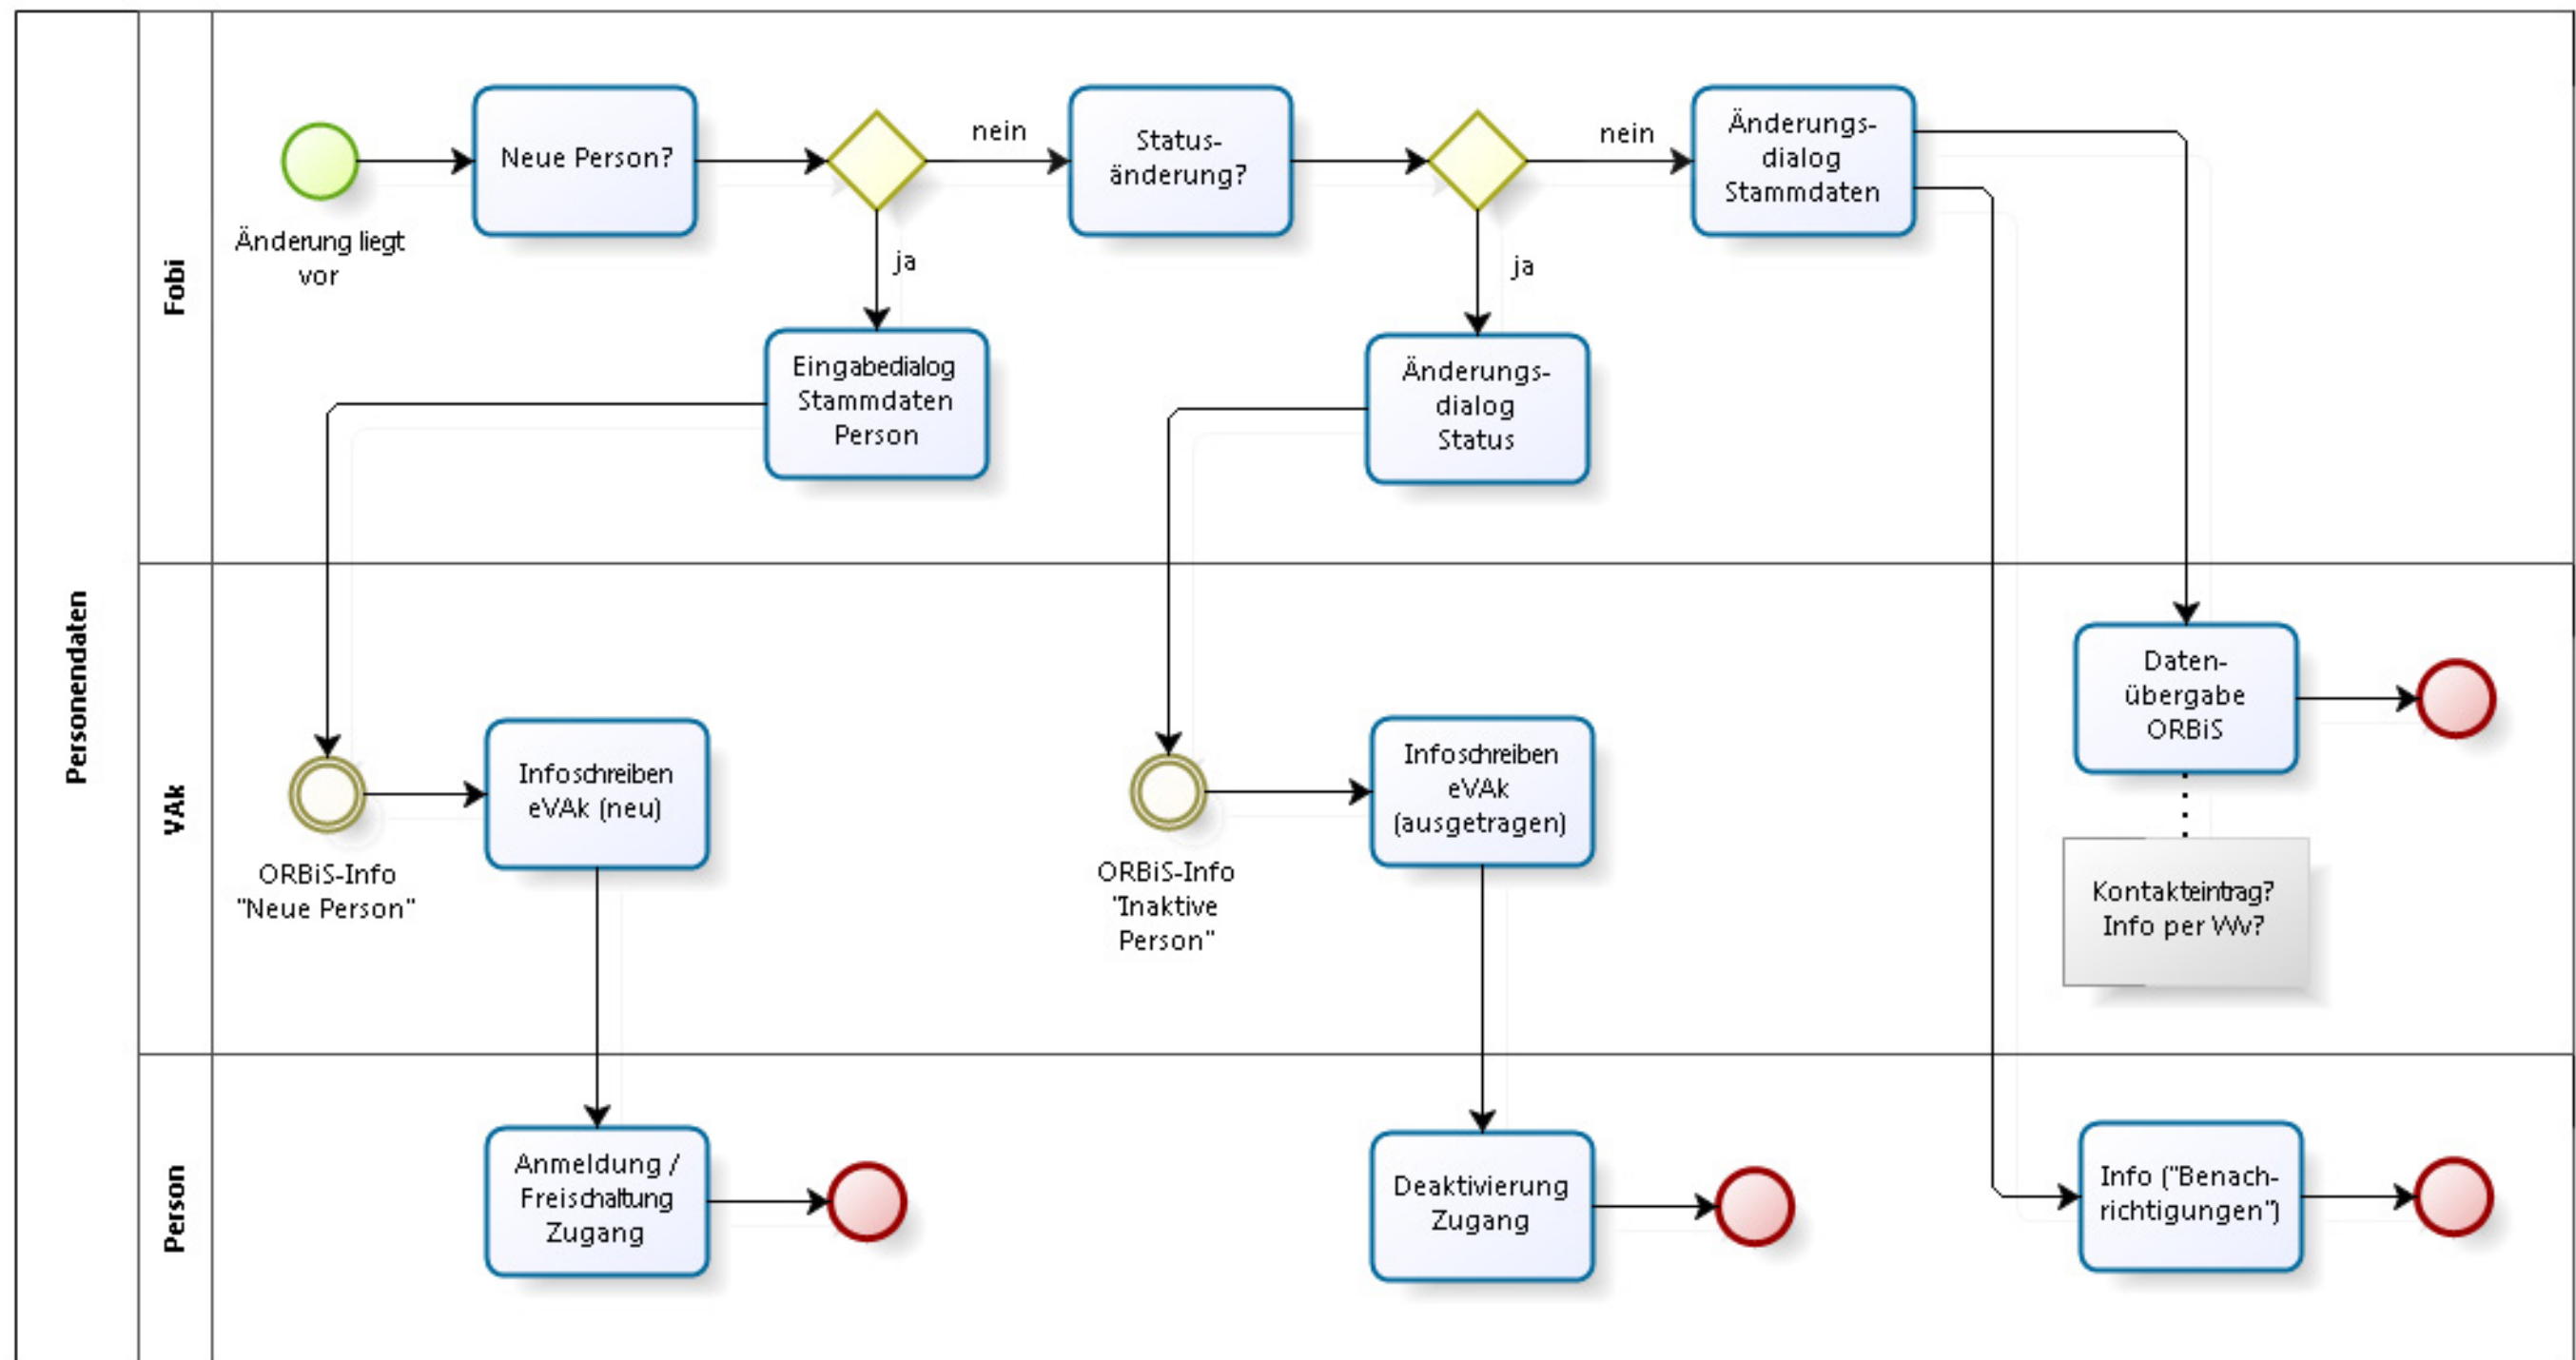 Personendaten
Fobi
Änderung liegt
vor
Neue Person?
nein
ja
Status-
änderung?
nein
ja
Änderungs-
dialog
Stammdaten
Eingabedialog
Stammdaten
Person
Änderungs-
dialog
Status
VAk
ORBiS-Info
"Neue Person"
Infoschreiben
eVAk (neu)
ORBiS-Info
"Inaktive
Person"
Infoschreiben
eVAk
(ausgetragen)
Daten-
übergabe
ORBiS
Kontakteintrag?
Info per Wv?
Person
Anmeldung /
Freischaltung
Zugang
Deaktivierung
Zugang
Info ("Benach-
richtigungen")